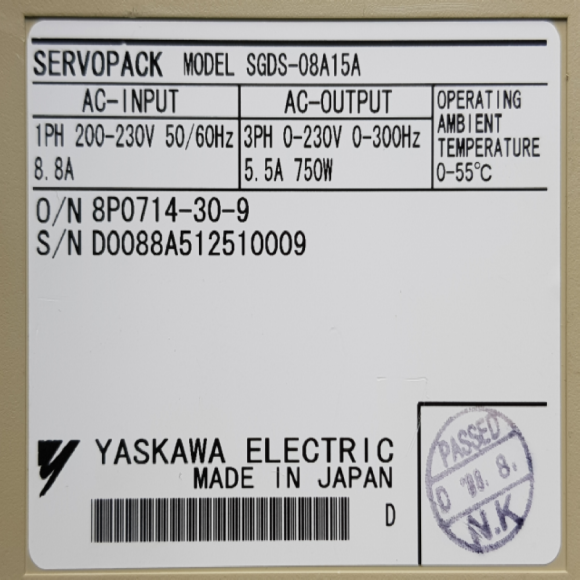 SERVOPACK MODEL SGDS-08A15A
AC-INPUT AC-OUTPUT OPERATING AMBIENT TEMPERATURE 0-55℃
1PH 200-230V 50/60Hz 3PH 0-230V 0-300Hz
8.8A 5.5A 750W
O/N 8P0714-30-9
S/N D0088A512510009
YASKAWA ELECTRIC
MADE IN JAPAN
D
PASSED
N.K